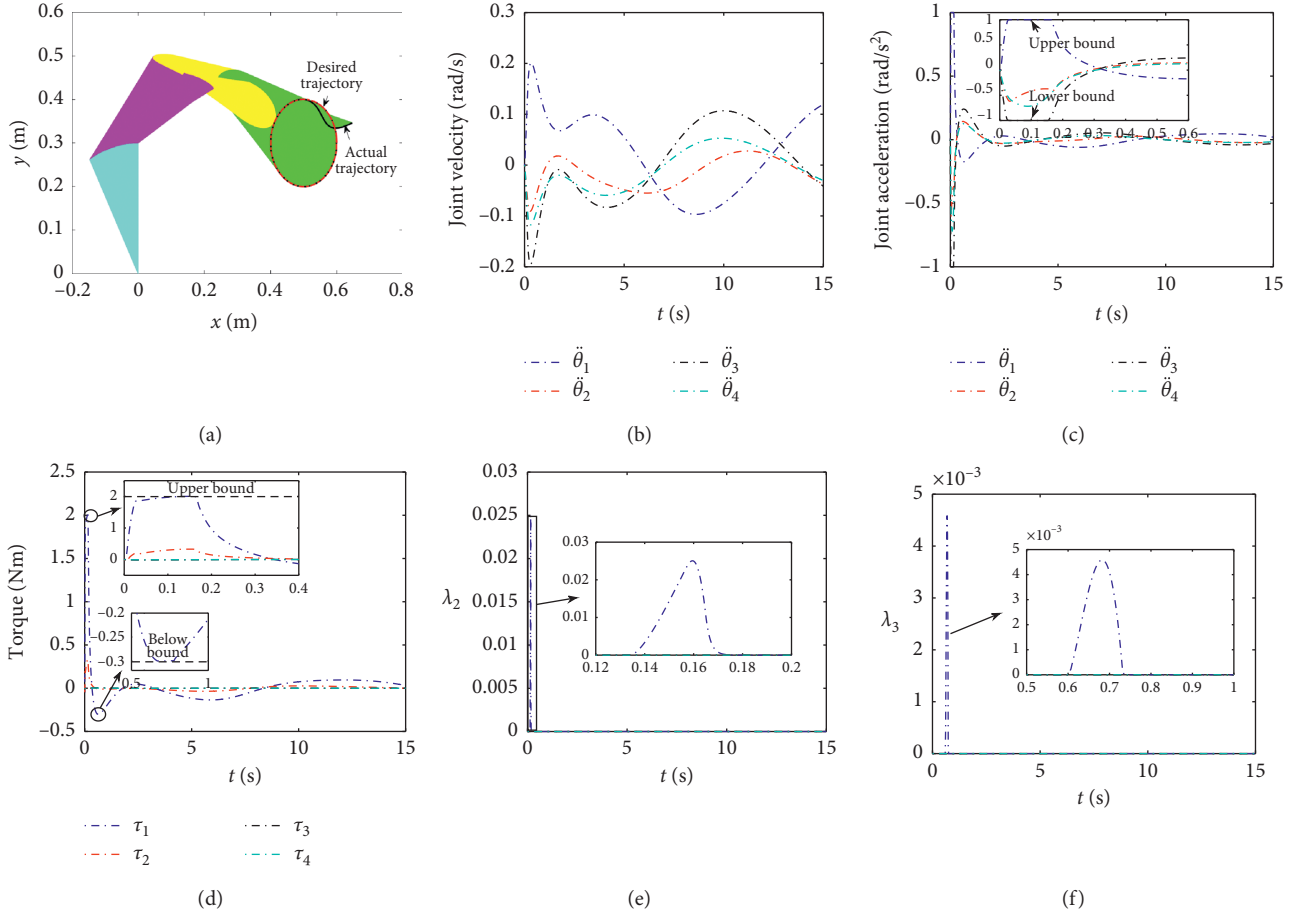 0.6
0.5
0.4
0.3
0.2
0.1
0
y (m)
Desired
trajectory
Actual
trajectory
−0.2 0 0.2 0.4 0.6 0.8
x (m)
(a)
0.3
0.2
0.1
0
−0.1
−0.2
Joint velocity (rad/s)
0 5 10 15
t (s)
θ̈1 θ̈3
θ̈2 θ̈4
(b)
1
0.5
0
−0.5
−1
Joint acceleration (rad/s²)
1
0.5
0
−0.5
−1
Upper bound
Lower bound
0 0.1 0.2 0.3 0.4 0.5 0.6
0 5 10 15
t (s)
θ̈1 θ̈3
θ̈2 θ̈4
(c)
2.5
2
1.5
1
0.5
0
−0.5
Torque (Nm)
Upper bound
2
1
0
0 0.1 0.2 0.3 0.4
−0.2
−0.25
−0.3
Below
bound
0.5 1
0 5 10 15
t (s)
τ1 τ3
τ2 τ4
(d)
0.03
0.025
0.02
0.015
0.01
0.005
0
λ2
0.03
0.02
0.01
0
0.12 0.14 0.16 0.18 0.2
0 5 10 15
t (s)
(e)
×10−3
5
4
3
2
1
0
λ3
×10−3
5
4
3
2
1
0
0.5 0.6 0.7 0.8 0.9 1
0 5 10 15
t (s)
(f)